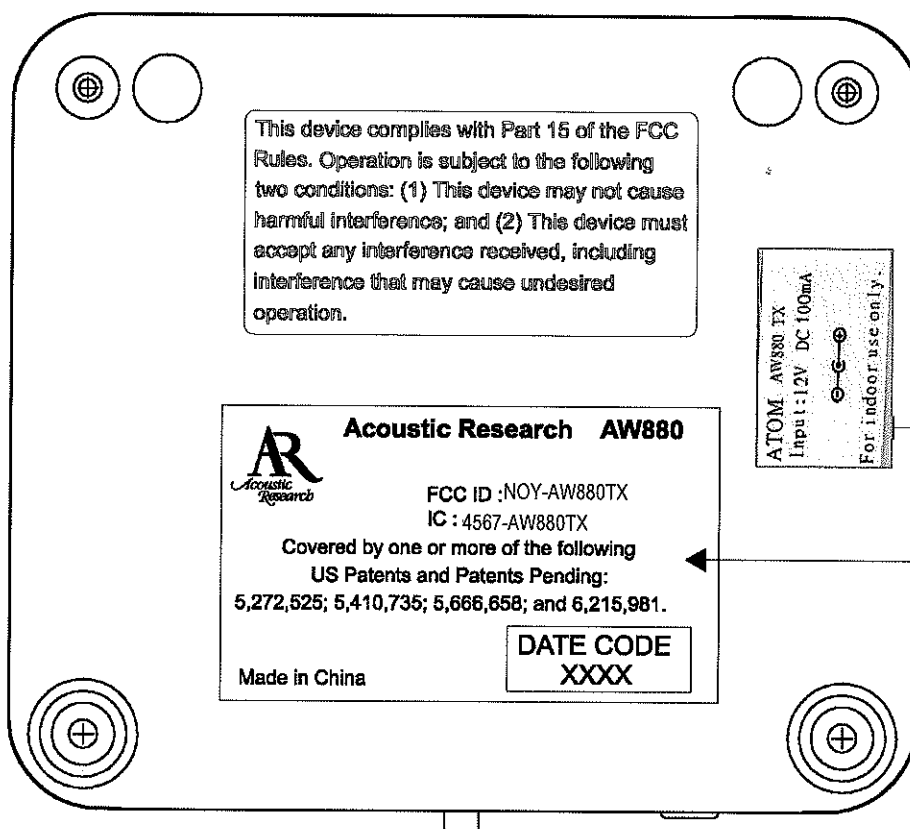 This device complies with Part 15 of the FCC
Rules. Operation is subject to the following
two conditions: (1) This device may not cause
harmful interference; and (2) This device must
accept any interference received, including
interference that may cause undesired
operation.
ATOM AW880 TX
Input:12V DC 100mA
For indoor use only.
Acoustic Research AW880
AR
Acoustic
Research
FCC ID :NOY-AW880TX
IC : 4567-AW880TX
Covered by one or more of the following
US Patents and Patents Pending:
5,272,525; 5,410,735; 5,666,658; and 6,215,981.
DATE CODE
XXXX
Made in China